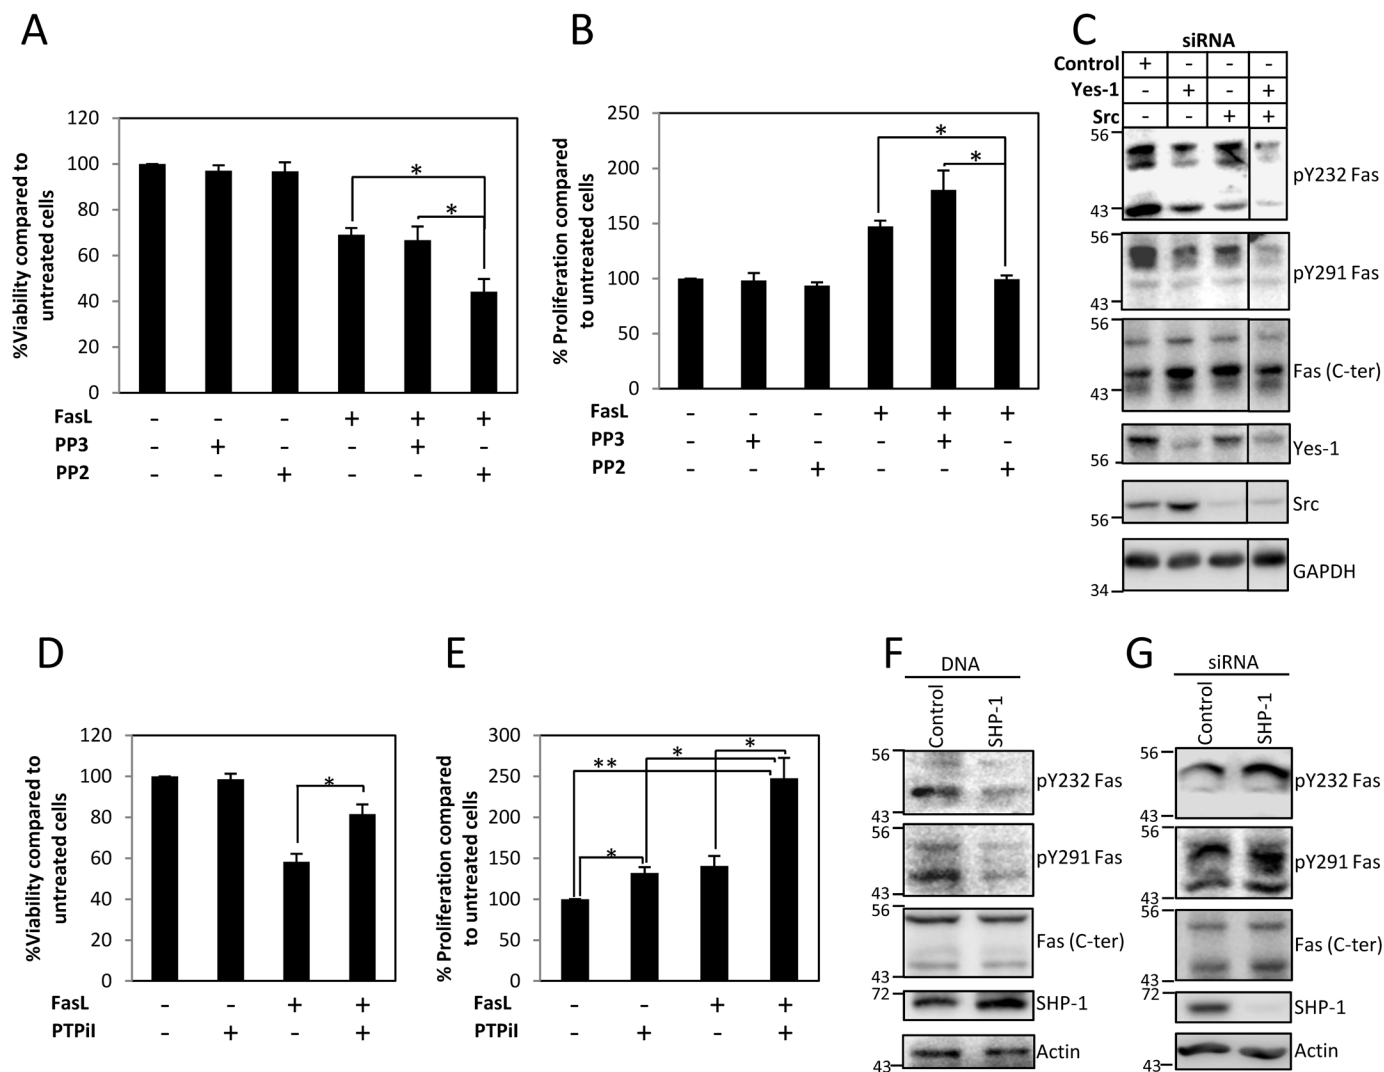 A
%Viability compared to
untreated cells
120
100
80
60
40
20
0
* *
FasL - - - + + +
PP3 - + - - + -
PP2 - - + - - +
B
% Proliferation compared
to untreated cells
250
200
150
100
50
0
* *
FasL - - - + + +
PP3 - + - - + -
PP2 - - + - - +
C
siRNA
Control + - - -
Yes-1 - + - +
Src - - + +
56
43
pY232 Fas
56
43
pY291 Fas
56
43
Fas (C-ter)
56
Yes-1
56
Src
34
GAPDH
D
%Viability compared to
untreated cells
120
100
80
60
40
20
0
*
FasL - - + +
PTPiII - + - +
E
% Proliferation compared
to untreated cells
300
250
200
150
100
50
0
* ** * *
FasL - - + +
PTPiII - + - +
F
DNA
Control SHP-1
56
43
pY232 Fas
56
43
pY291 Fas
56
43
Fas (C-ter)
72
SHP-1
43
Actin
G
siRNA
Control SHP-1
56
43
pY232 Fas
56
43
pY291 Fas
56
43
Fas (C-ter)
72
SHP-1
43
Actin